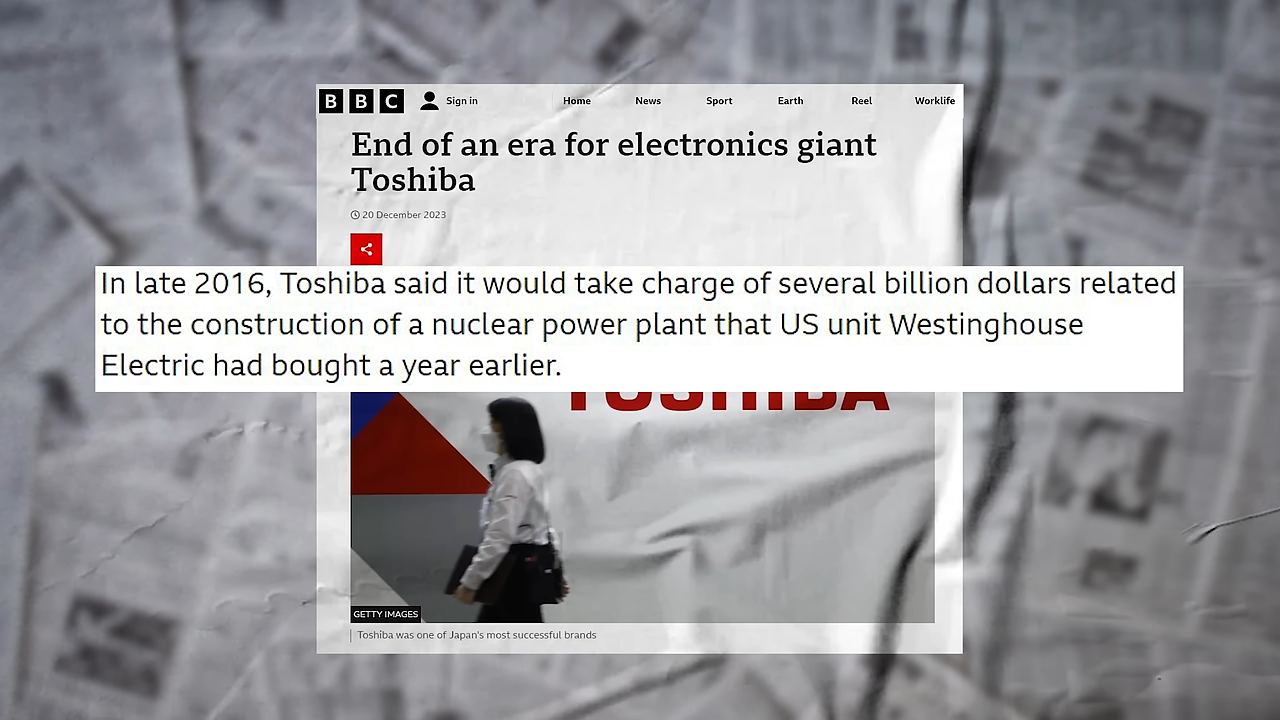 BBC Sign in Home News Sport Earth Reel Worklife
End of an era for electronics giant
Toshiba
20 December 2023
In late 2016, Toshiba said it would take charge of several billion dollars related
to the construction of a nuclear power plant that US unit Westinghouse
Electric had bought a year earlier.
TOSHIBA
GETTY IMAGES
Toshiba was one of Japan's most successful brands